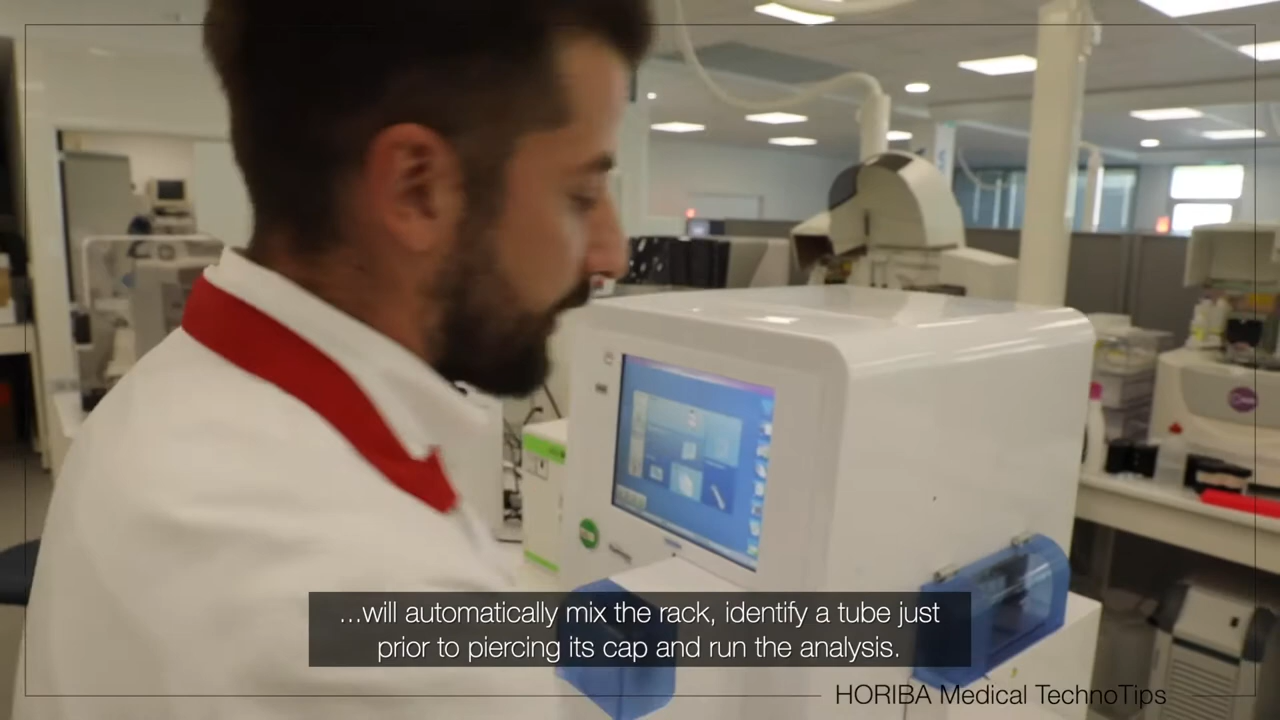 ...will automatically mix the rack, identify a tube just
prior to piercing its cap and run the analysis.
HORIBA Medical TechnoTips